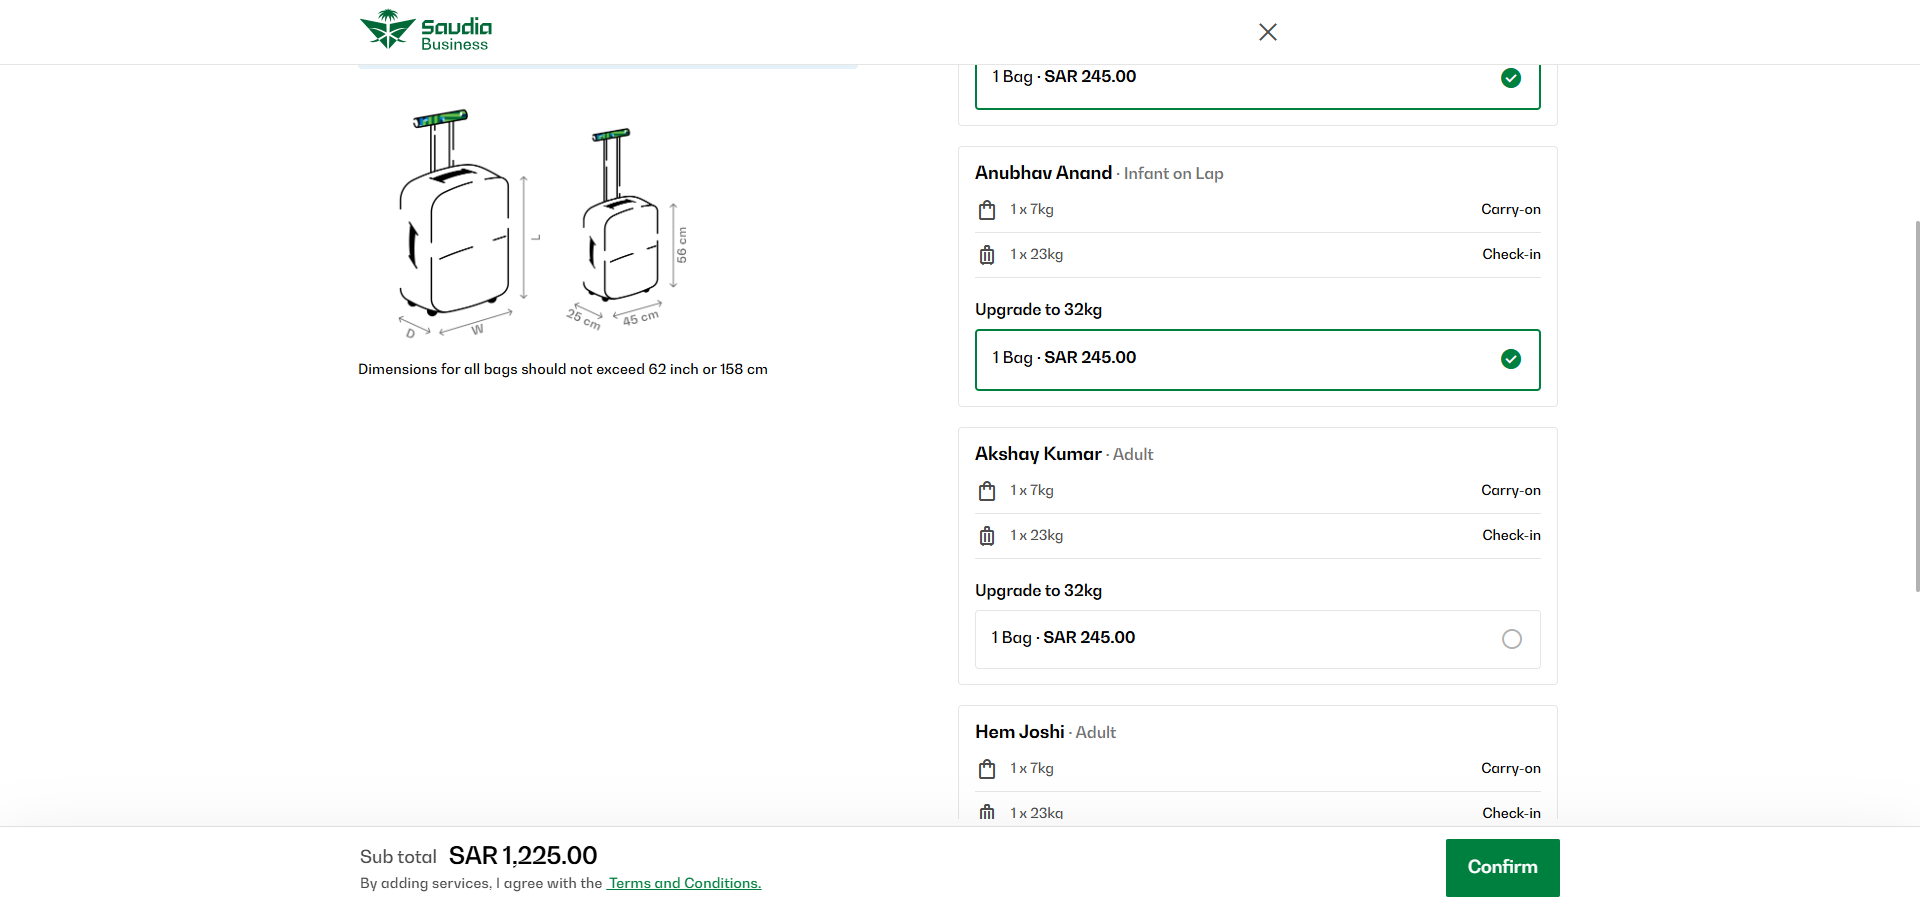 Saudia
Business
1 Bag · SAR 245.00
L
D
W
56 cm
25 cm
45 cm
Dimensions for all bags should not exceed 62 inch or 158 cm
Anubhav Anand · Infant on Lap
1 x 7kg
Carry-on
1 x 23kg
Check-in
Upgrade to 32kg
1 Bag · SAR 245.00
Akshay Kumar · Adult
1 x 7kg
Carry-on
1 x 23kg
Check-in
Upgrade to 32kg
1 Bag · SAR 245.00
Hem Joshi · Adult
1 x 7kg
Carry-on
1 x 23kg
Check-in
Sub total SAR 1,225.00
By adding services, I agree with the Terms and Conditions.
Confirm